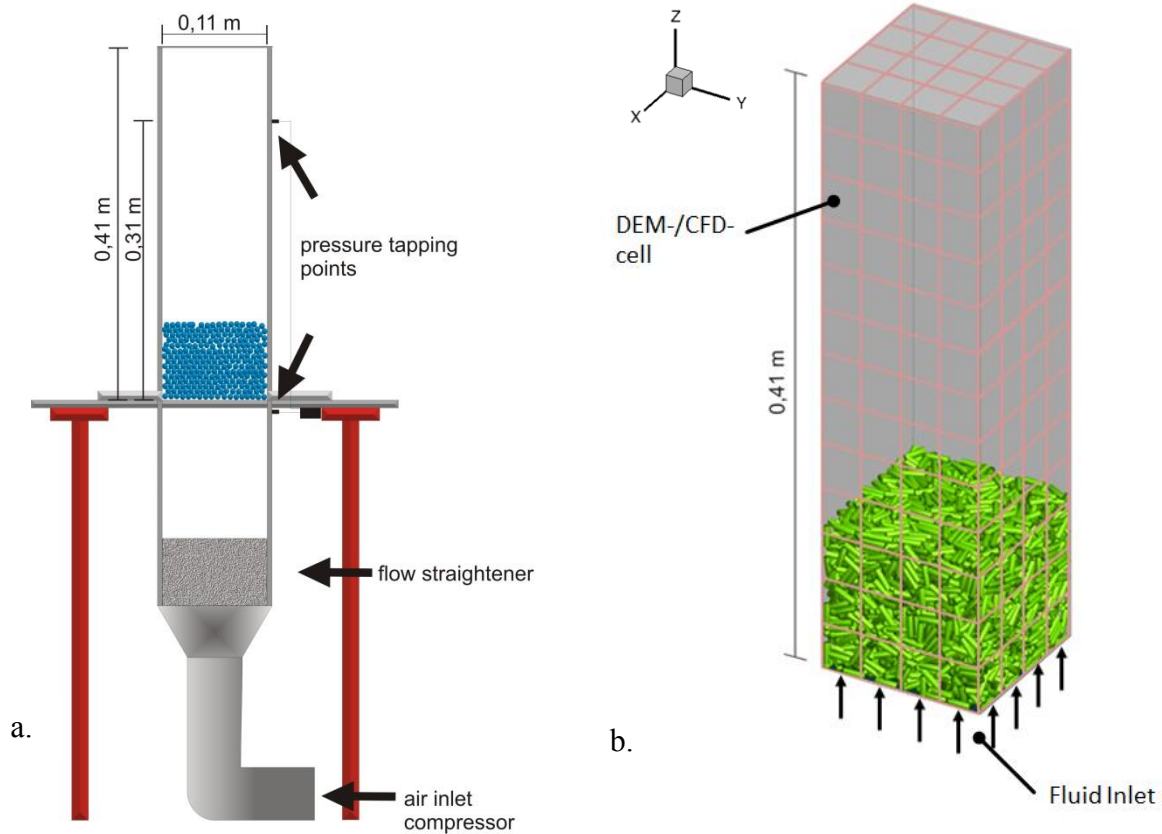 0,11 m
0,41 m
0,31 m
pressure tapping
points
flow straightener
air inlet
compressor
a.
Z
X
Y
DEM-/CFD-
cell
0,41 m
b.
Fluid Inlet